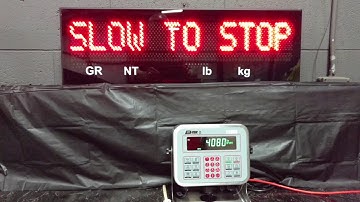 SLOW TO STOP
GR NT lb kg
4080